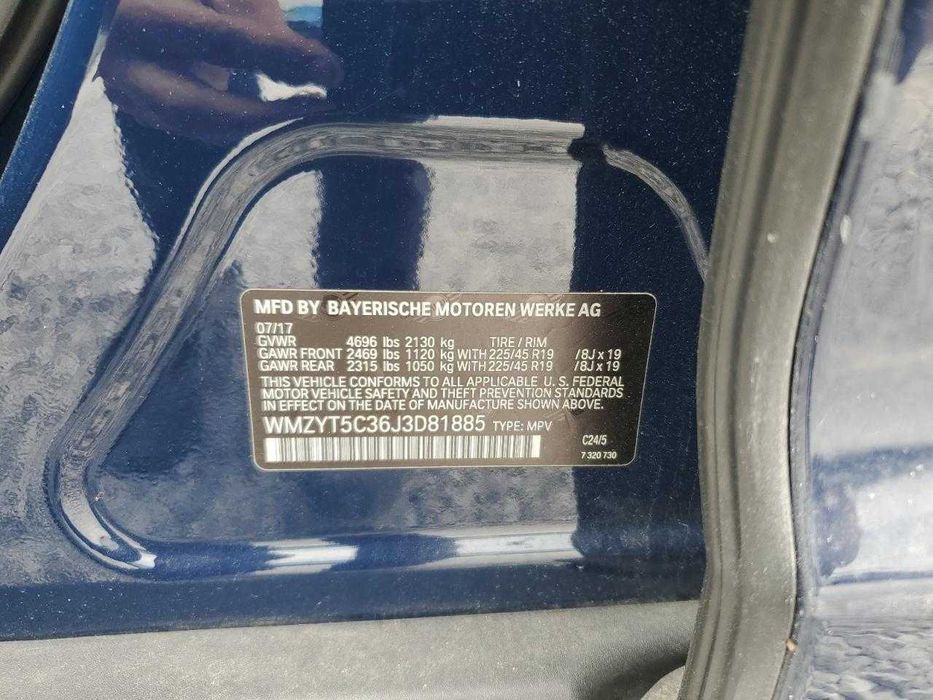 MFD BY BAYERISCHE MOTOREN WERKE AG
07/17
GVWR 4696 lbs 2130 kg TIRE / RIM
GAWR FRONT 2469 lbs 1120 kg WITH 225/45 R19 /8J x 19
GAWR REAR 2315 lbs 1050 kg WITH 225/45 R19 /8J x 19
THIS VEHICLE CONFORMS TO ALL APPLICABLE U. S. FEDERAL
MOTOR VEHICLE SAFETY AND THEFT PREVENTION STANDARDS
IN EFFECT ON THE DATE OF MANUFACTURE SHOWN ABOVE.
WMZYT5C36J3D81885 TYPE: MPV
C24/5
7 320 730